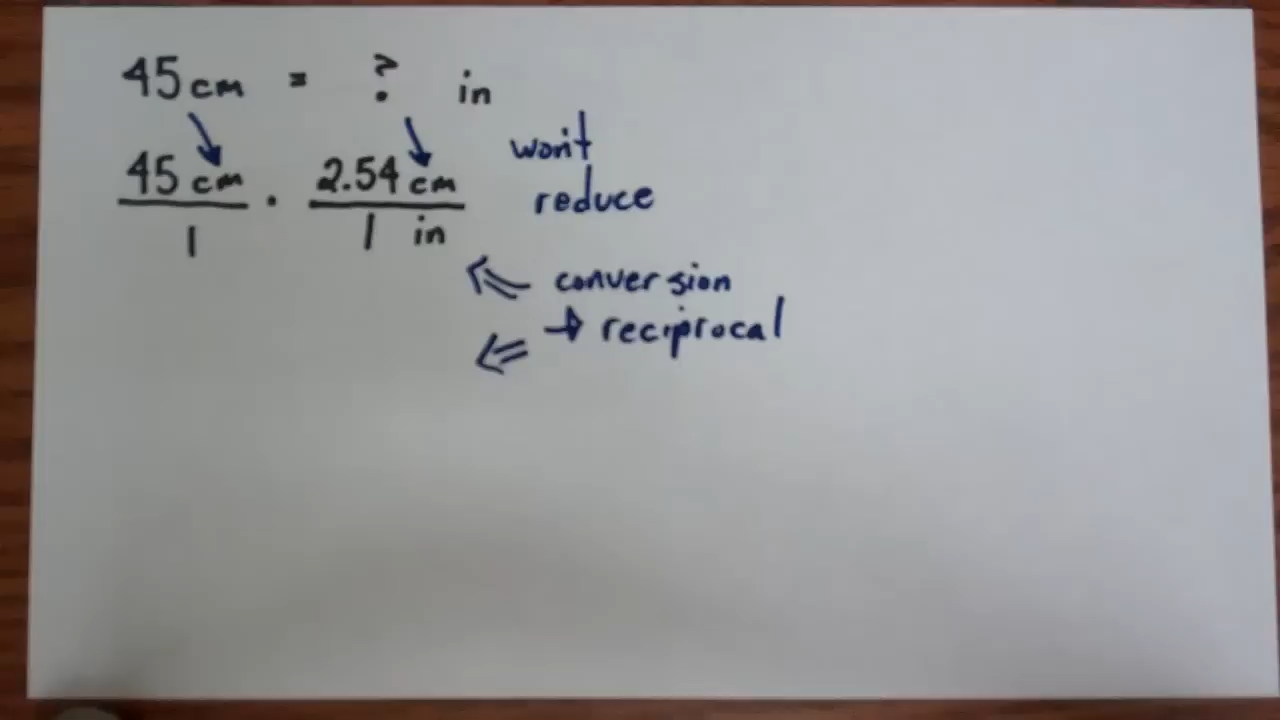 45 cm = ? in
45 cm / 1 · 2.54 cm / 1 in
won't
reduce
conversion
reciprocal